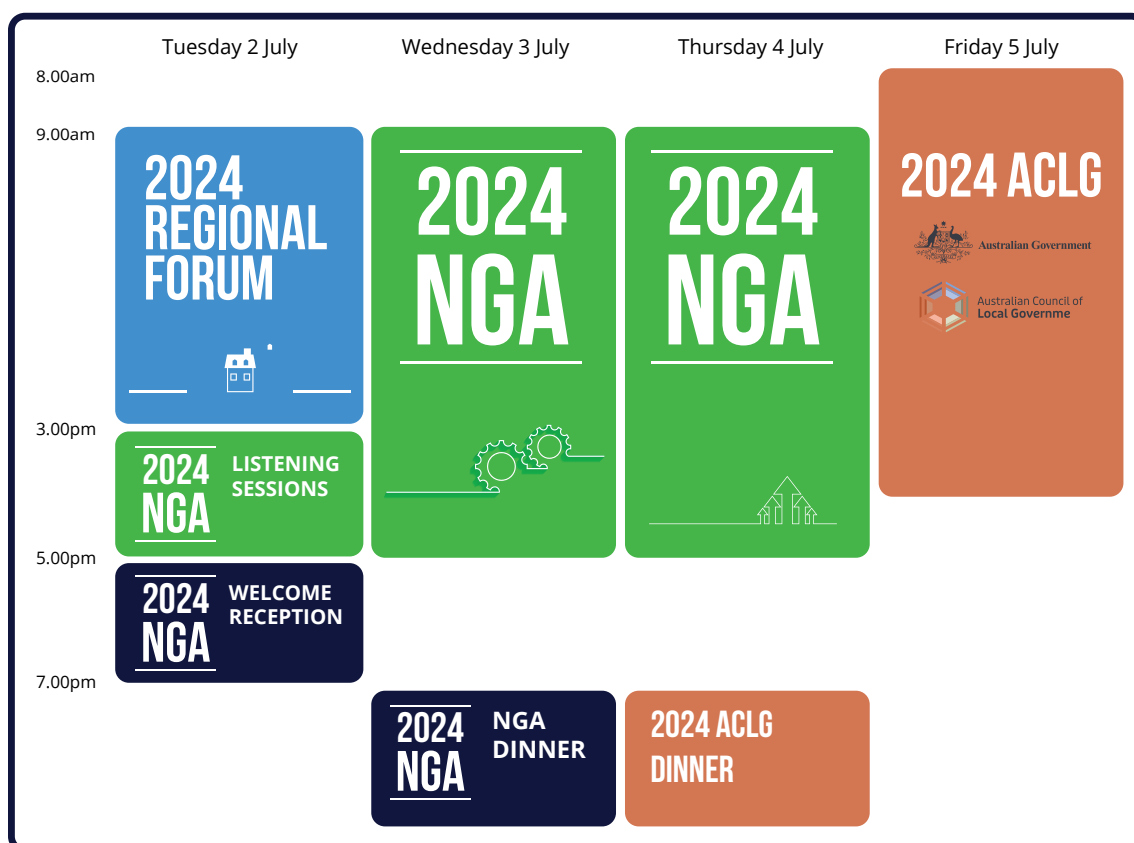 Tuesday 2 July
Wednesday 3 July
Thursday 4 July
Friday 5 July
8.00am
9.00am
3.00pm
5.00pm
7.00pm
2024
REGIONAL
FORUM
2024
NGA
LISTENING
SESSIONS
2024
NGA
WELCOME
RECEPTION
2024
NGA
2024
NGA
NGA
DINNER
2024
NGA
2024 ACLG
DINNER
2024 ACLG
Australian Government
Australian Council of
Local Governme